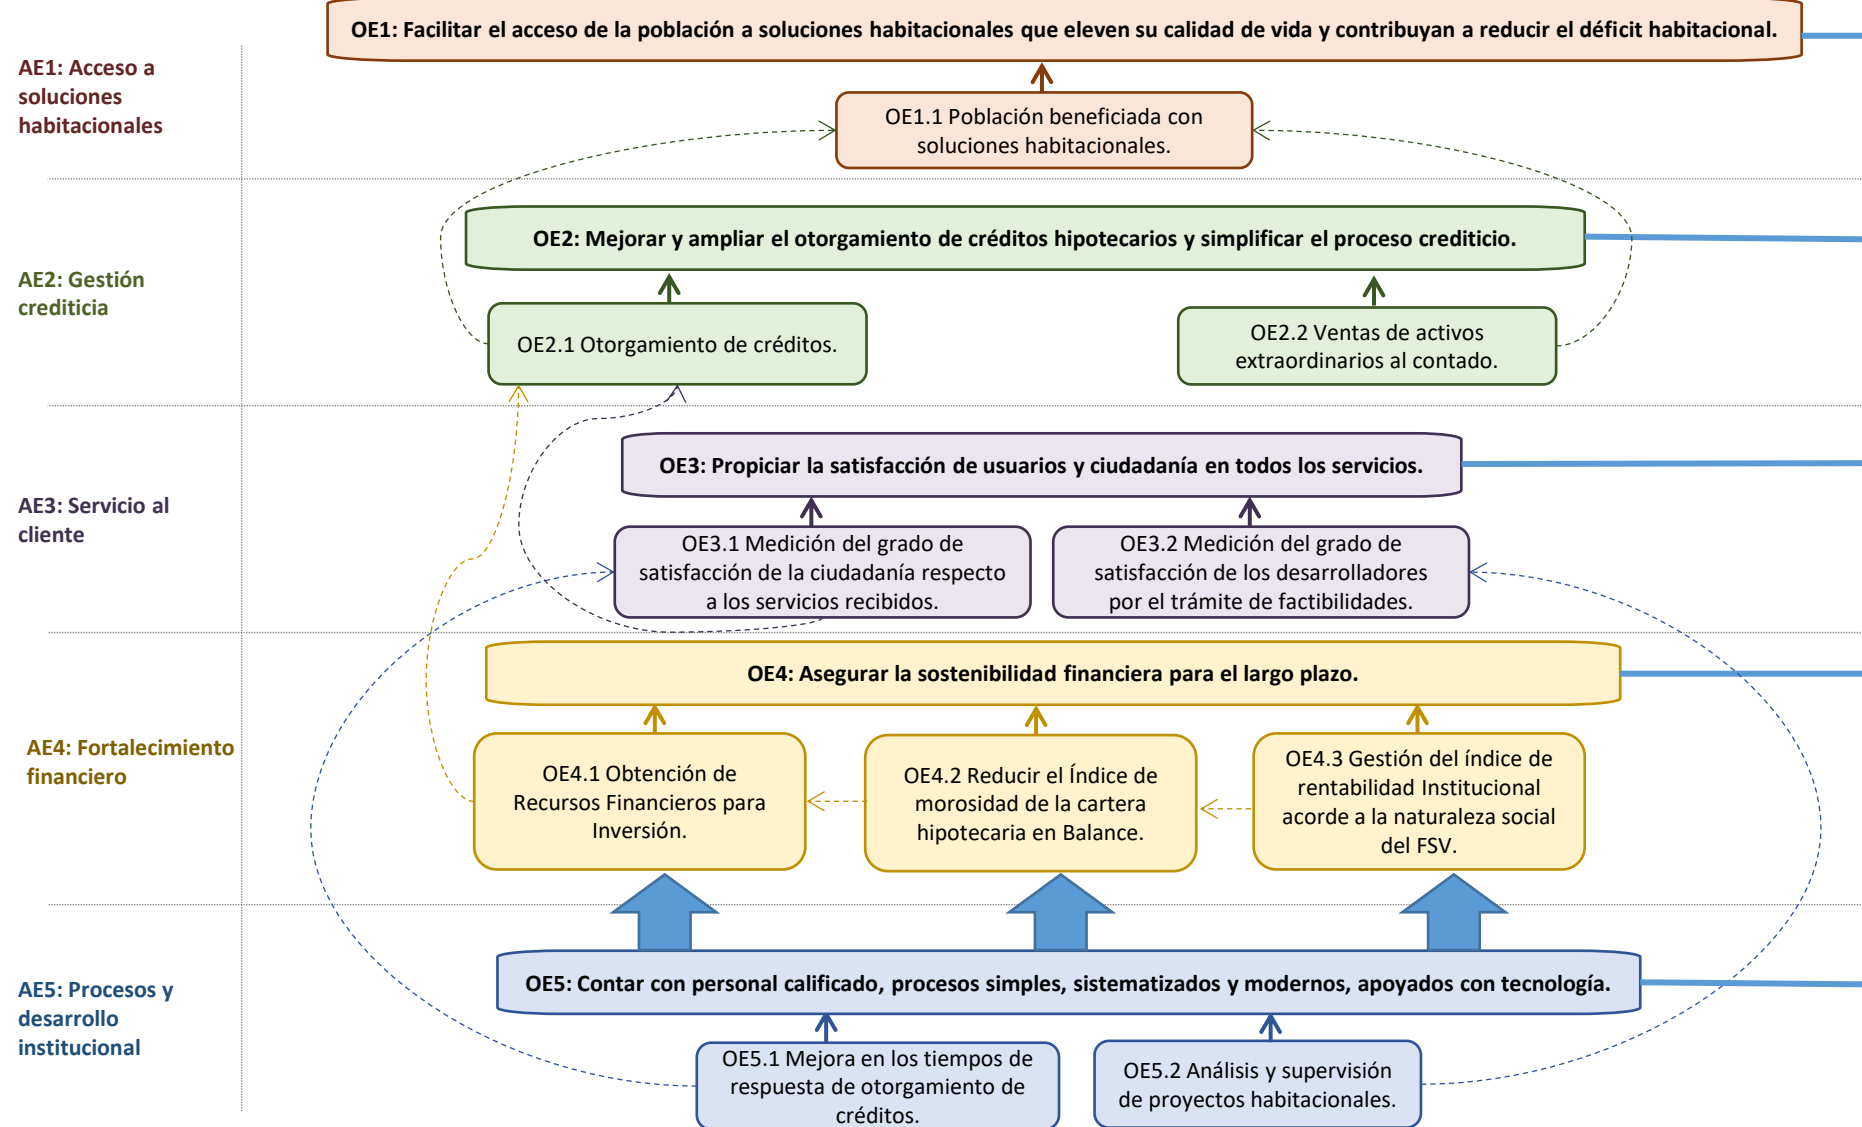 OE1: Facilitar el acceso de la población a soluciones habitacionales que eleven su calidad de vida y contribuyan a reducir el déficit habitacional.
AE1: Acceso a
soluciones
habitacionales
OE1.1 Población beneficiada con
soluciones habitacionales.
OE2: Mejorar y ampliar el otorgamiento de créditos hipotecarios y simplificar el proceso crediticio.
AE2: Gestión
crediticia
OE2.1 Otorgamiento de créditos.
OE2.2 Ventas de activos
extraordinarios al contado.
OE3: Propiciar la satisfacción de usuarios y ciudadanía en todos los servicios.
AE3: Servicio al
cliente
OE3.1 Medición del grado de
satisfacción de la ciudadanía respecto
a los servicios recibidos.
OE3.2 Medición del grado de
satisfacción de los desarrolladores
por el trámite de factibilidades.
OE4: Asegurar la sostenibilidad financiera para el largo plazo.
AE4: Fortalecimiento
financiero
OE4.1 Obtención de
Recursos Financieros para
Inversión.
OE4.2 Reducir el Índice de
morosidad de la cartera
hipotecaria en Balance.
OE4.3 Gestión del índice de
rentabilidad Institucional
acorde a la naturaleza social
del FSV.
OE5: Contar con personal calificado, procesos simples, sistematizados y modernos, apoyados con tecnología.
AE5: Procesos y
desarrollo
institucional
OE5.1 Mejora en los tiempos de
respuesta de otorgamiento de
créditos.
OE5.2 Análisis y supervisión
de proyectos habitacionales.